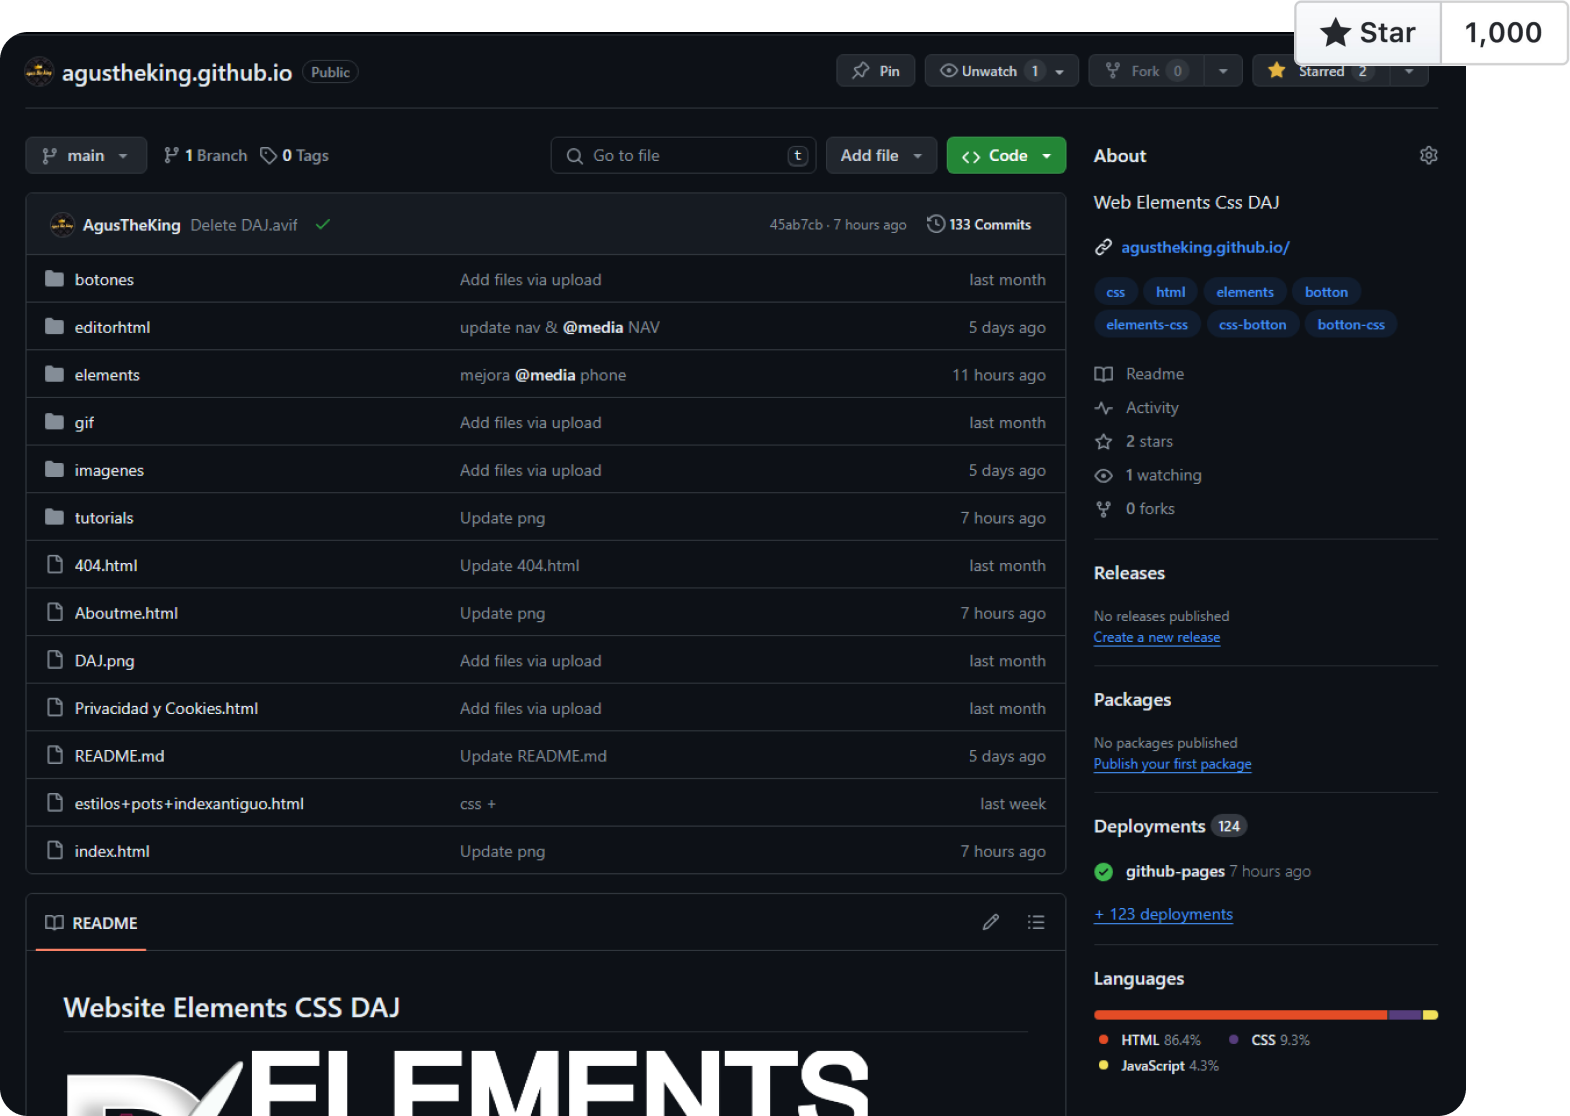 Star 1,000
agustheking.github.io Public
Pin
Unwatch 1
Fork 0
Starred 2
main
1 Branch
0 Tags
Go to file t
Add file
Code
AgusTheKing Delete DAJ.avif
45ab7cb · 7 hours ago
133 Commits
botones Add files via upload last month
editorhtml update nav & @media NAV 5 days ago
elements mejora @media phone 11 hours ago
gif Add files via upload last month
imagenes Add files via upload 5 days ago
tutorials Update png 7 hours ago
404.html Update 404.html last month
Aboutme.html Update png 7 hours ago
DAJ.png Add files via upload last month
Privacidad y Cookies.html Add files via upload last month
README.md Update README.md 5 days ago
estilos+pots+indexantiguo.html css + last week
index.html Update png 7 hours ago
README
Website Elements CSS DAJ
ELEMENTS
About
Web Elements Css DAJ
agustheking.github.io/
css html elements botton
elements-css css-botton botton-css
Readme
Activity
2 stars
1 watching
0 forks
Releases
No releases published
Create a new release
Packages
No packages published
Publish your first package
Deployments 124
github-pages 7 hours ago
+ 123 deployments
Languages
HTML 86.4% CSS 9.3%
JavaScript 4.3%